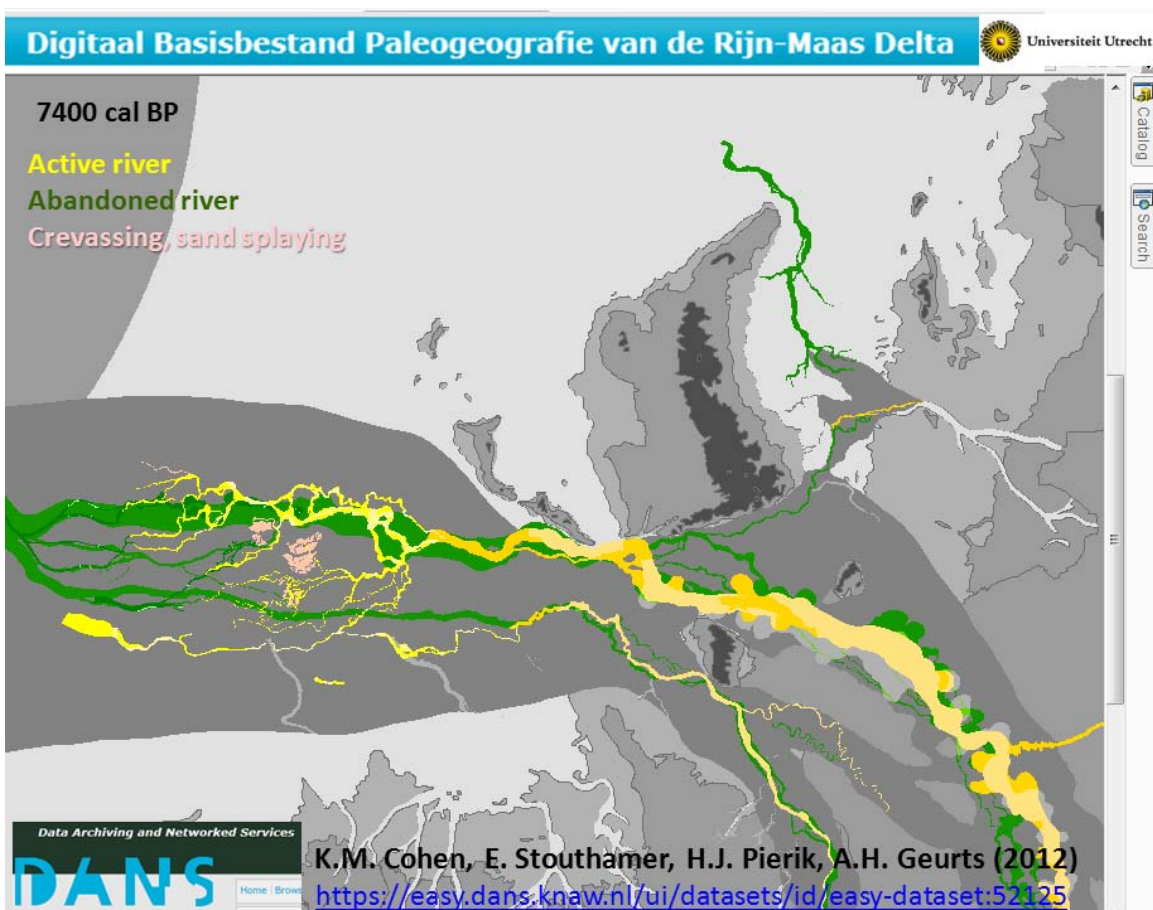 Digitaal Basisbestand Paleogeografie van de Rijn-Maas Delta
Universiteit Utrecht
7400 cal BP
Active river
Abandoned river
Crevassing, sand splaying
Catalog
Search
Data Archiving and Networked Services
DANS
Home
Brows
K.M. Cohen, E. Stouthamer, H.J. Pierik, A.H. Geurts (2012)
https://easy.dans.knaw.nl/ui/datasets/id/easy-dataset:52125